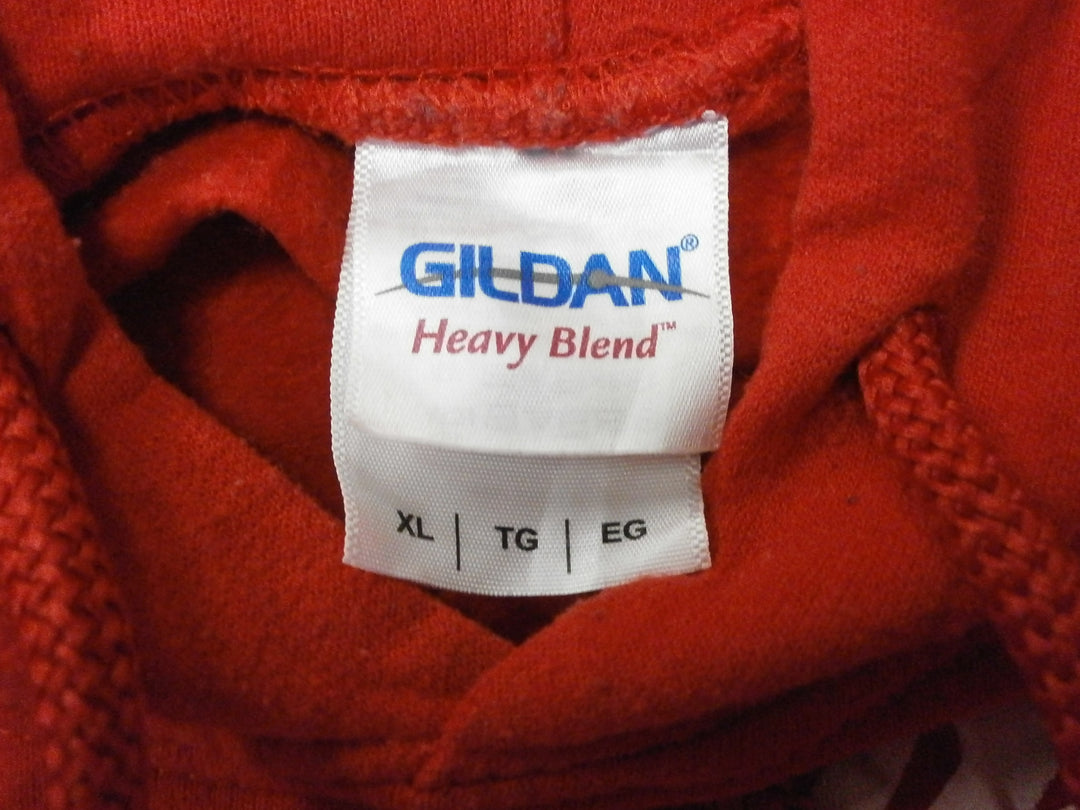 GILDAN®
Heavy Blend™
XL | TG | EG